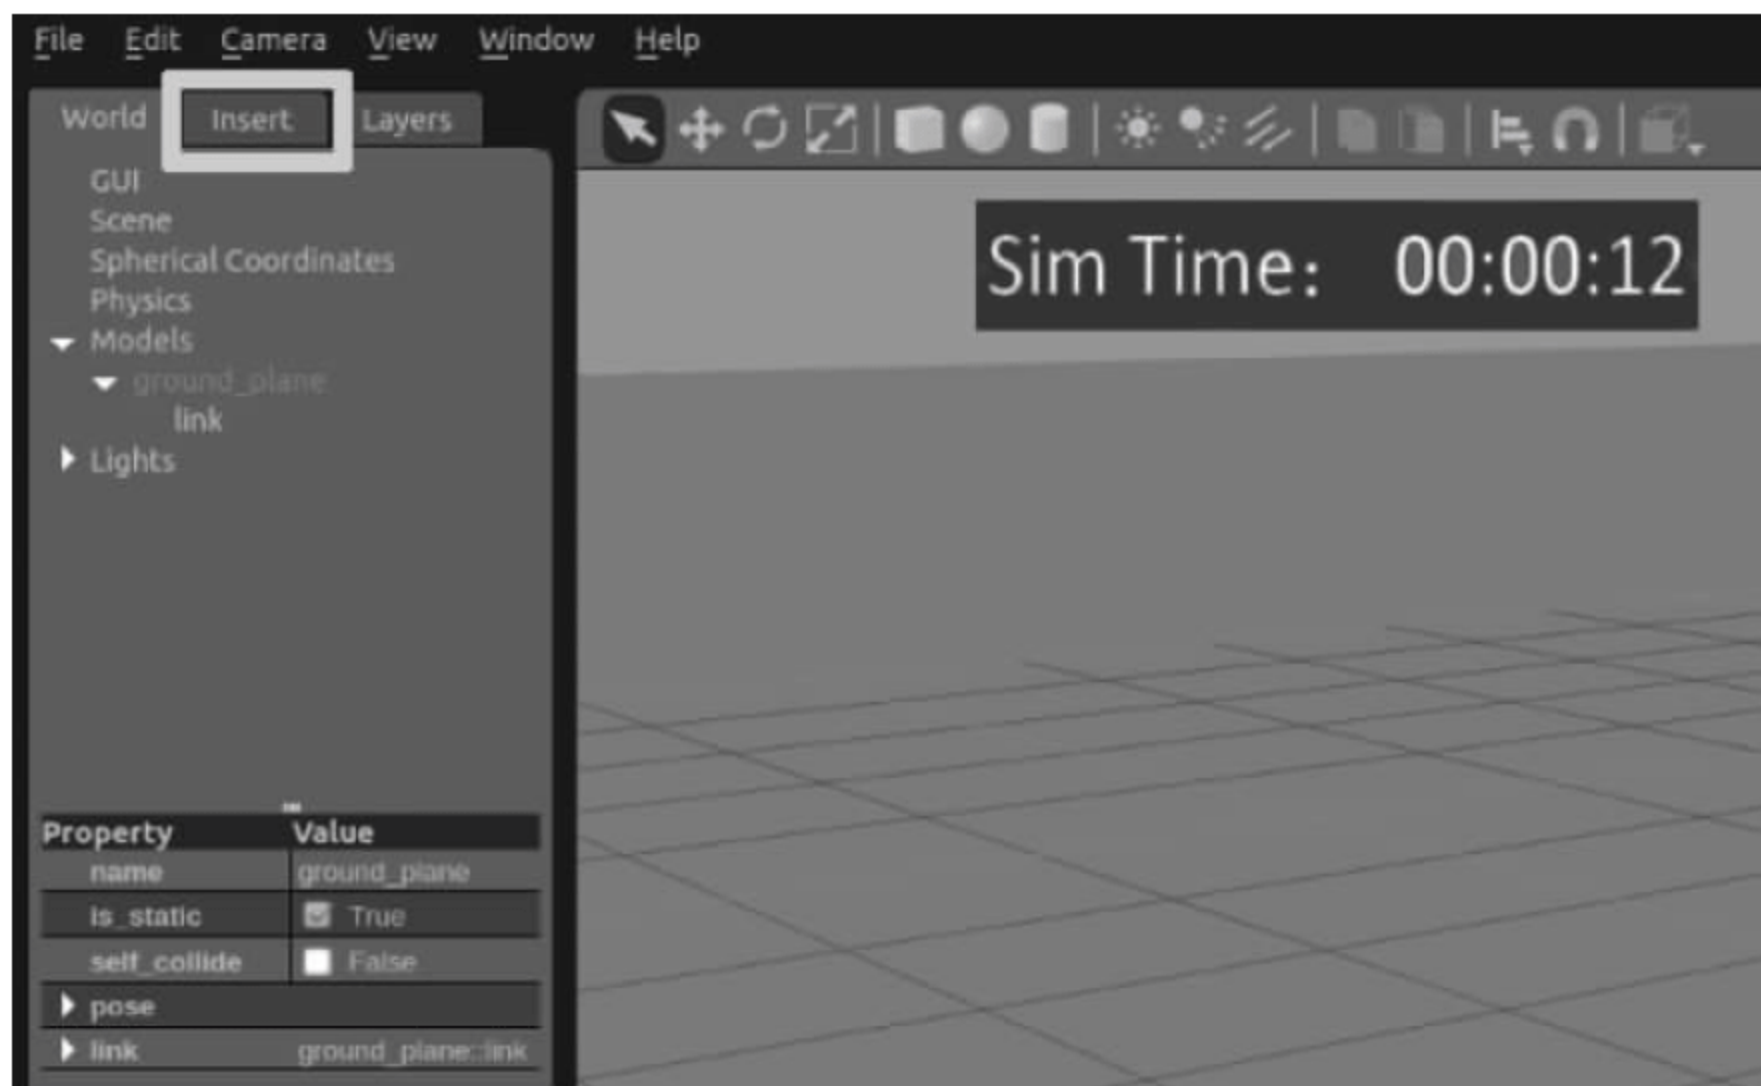 File Edit Camera View Window Help
World Insert Layers
GUI
Scene
Spherical Coordinates
Physics
Models
ground_plane
link
Lights
Sim Time: 00:00:12
Property Value
name ground_plane
is_static True
self_collide False
pose
link ground_plane::link